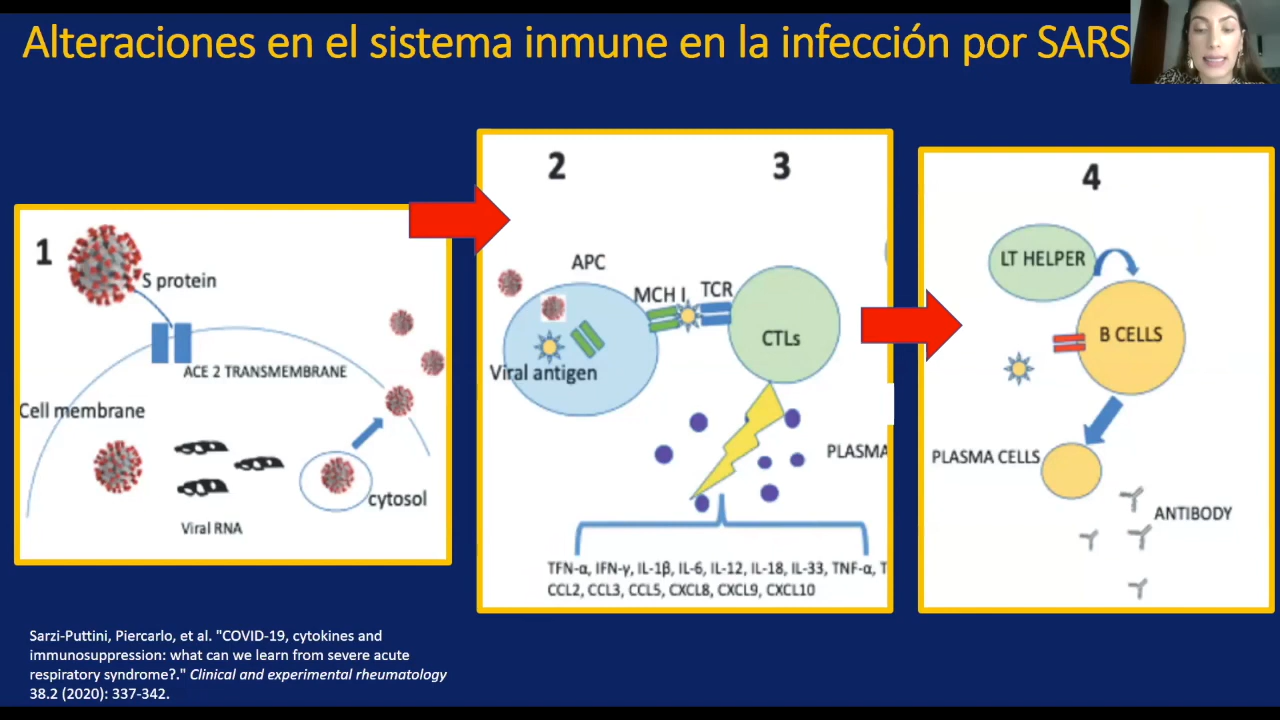 Alteraciones en el sistema inmune en la infección por SARS
1
S protein
ACE 2 TRANSMEMBRANE
Cell membrane
Viral RNA
cytosol
2
3
APC
MCH I
TCR
CTLs
Viral antigen
PLASMA
TFN-α, IFN-γ, IL-1β, IL-6, IL-12, IL-18, IL-33, TNF-α, T
CCL2, CCL3, CCL5, CXCL8, CXCL9, CXCL10
4
LT HELPER
B CELLS
PLASMA CELLS
ANTIBODY
Sarzi-Puttini, Piercarlo, et al. "COVID-19, cytokines and
immunosuppression: what can we learn from severe acute
respiratory syndrome?." Clinical and experimental rheumatology
38.2 (2020): 337-342.